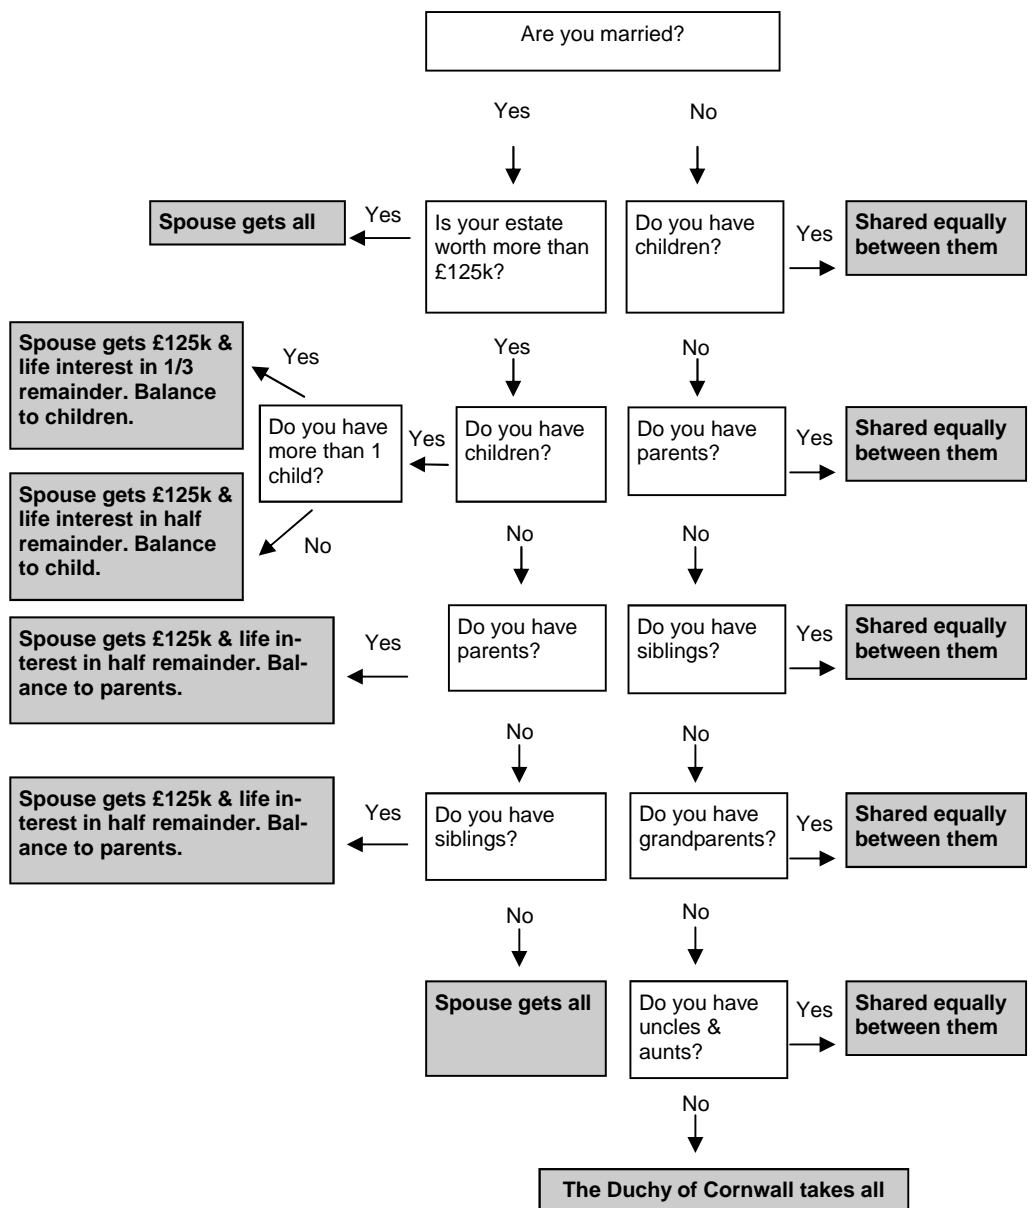 Are you married?
Yes
No
Spouse gets all
Yes
Is your estate
worth more than
£125k?
Do you have
children?
Yes
Shared equally
between them
Spouse gets £125k &
life interest in 1/3
remainder. Balance
to children.
Yes
Yes
No
Do you have
more than 1
child?
Yes
Do you have
children?
Do you have
parents?
Yes
Shared equally
between them
Spouse gets £125k &
life interest in half
remainder. Balance
to child.
No
No
No
Spouse gets £125k & life in-
terest in half remainder. Bal-
ance to parents.
Yes
Do you have
parents?
Do you have
siblings?
Yes
Shared equally
between them
No
No
Spouse gets £125k & life in-
terest in half remainder. Bal-
ance to parents.
Yes
Do you have
siblings?
Do you have
grandparents?
Yes
Shared equally
between them
No
No
Spouse gets all
Do you have
uncles &
aunts?
Yes
Shared equally
between them
No
The Duchy of Cornwall takes all